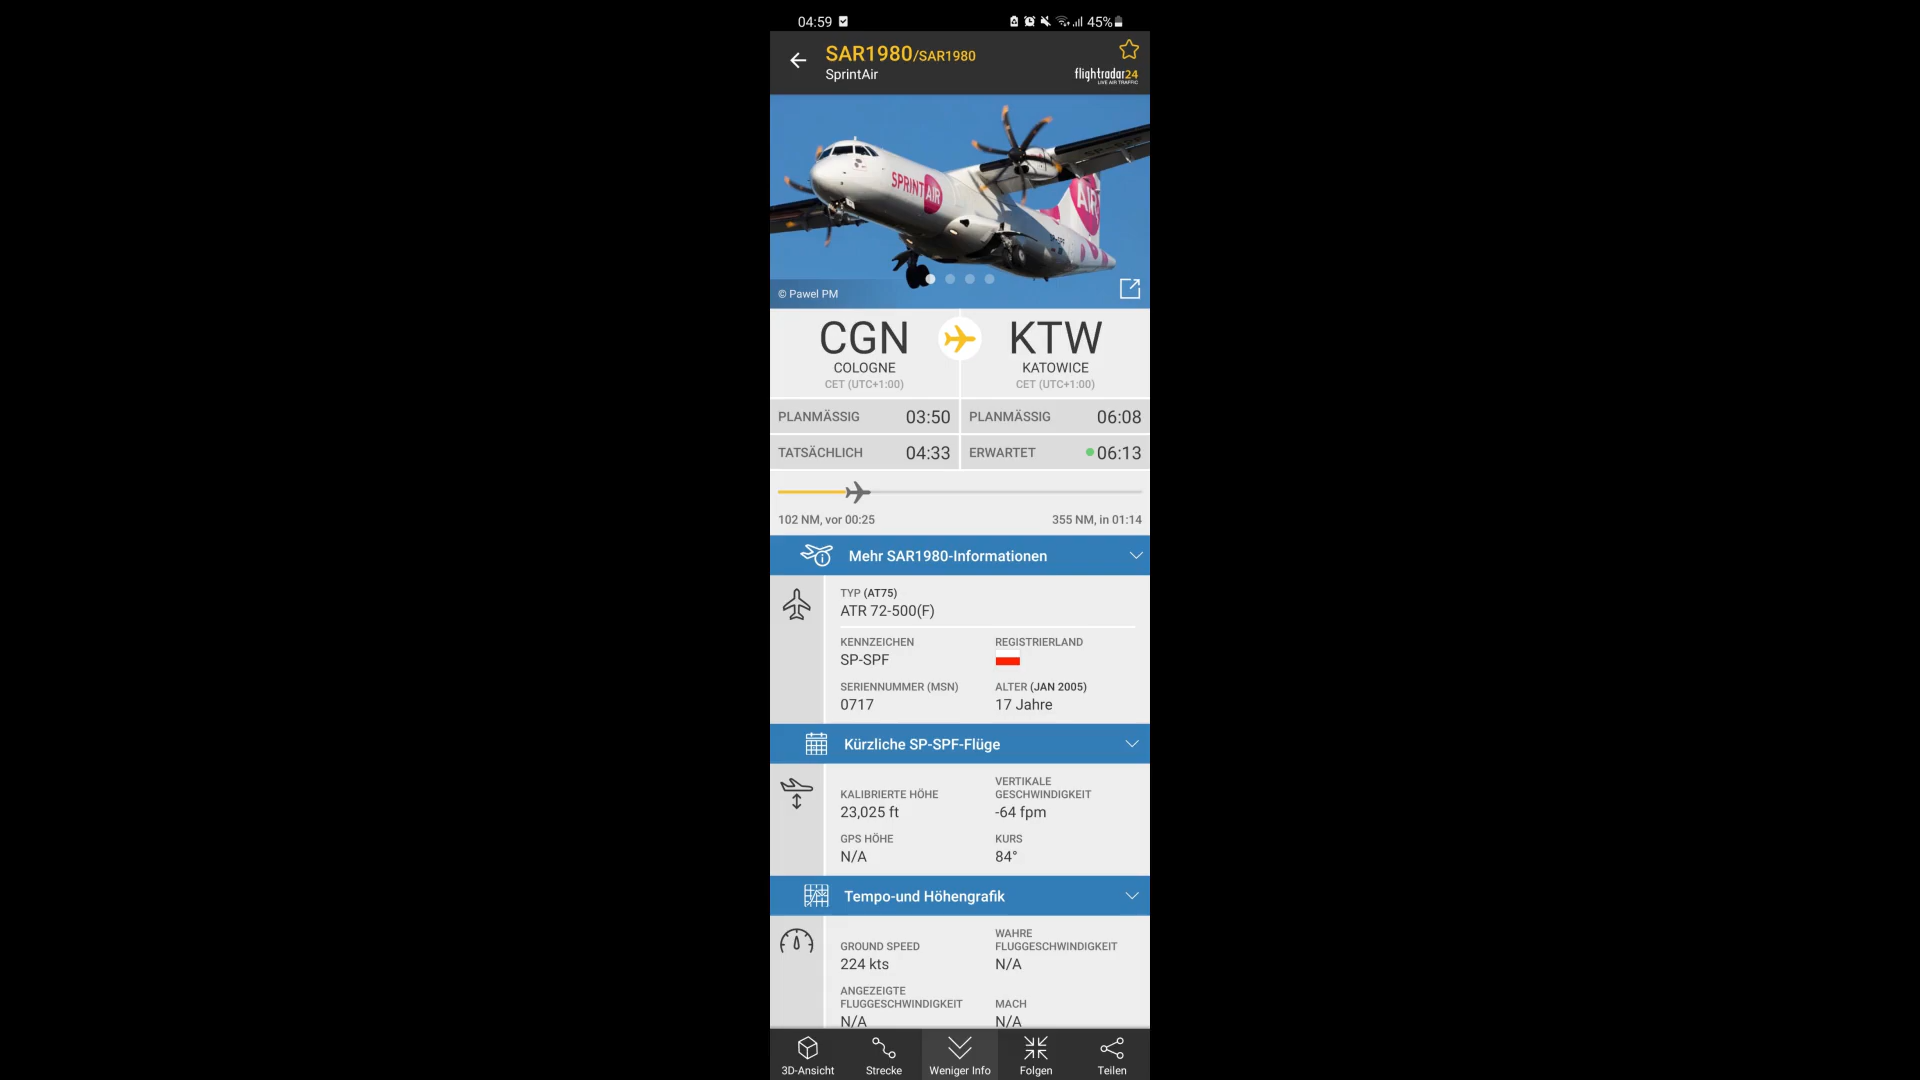 04:59
45%
SAR1980/SAR1980
SprintAir
flightradar24
LIVE AIR TRAFFIC
SPRINT AIR
AIR
© Pawel PM
CGN
KTW
COLOGNE
KATOWICE
CET (UTC+1:00)
CET (UTC+1:00)
PLANMÄSSIG 03:50
PLANMÄSSIG 06:08
TATSÄCHLICH 04:33
ERWARTET 06:13
102 NM, vor 00:25
355 NM, in 01:14
Mehr SAR1980-Informationen
TYP (AT75)
ATR 72-500(F)
KENNZEICHEN
SP-SPF
REGISTRIERLAND
SERIENNUMMER (MSN)
0717
ALTER (JAN 2005)
17 Jahre
Kürzliche SP-SPF-Flüge
KALIBRIERTE HÖHE
23,025 ft
VERTIKALE
GESCHWINDIGKEIT
-64 fpm
GPS HÖHE
N/A
KURS
84°
Tempo-und Höhengrafik
GROUND SPEED
224 kts
WAHRE
FLUGGESCHWINDIGKEIT
N/A
ANGEZEIGTE
FLUGGESCHWINDIGKEIT
N/A
MACH
N/A
3D-Ansicht
Strecke
Weniger Info
Folgen
Teilen